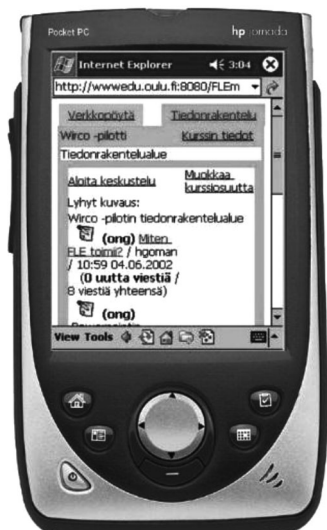 Pocket PC hp jornada
Internet Explorer 3:04
http://wwwedu.oulu.fi:8080/FLEm
Verkkopöytä Tiedonrakentelu
Wirco -pilotti Kurssin tiedot
Tiedonrakentelualue
Aloita keskustelu Muokkaa kurssiosuutta
Lyhyt kuvaus:
Wirco -pilotin tiedonrakentelualue
(ong) Miten
FLE toimii? / hgoman
/ 10:59 04.06.2002
(0 uutta viestiä /
8 viestiä yhteensä)
(ong)
View Tools